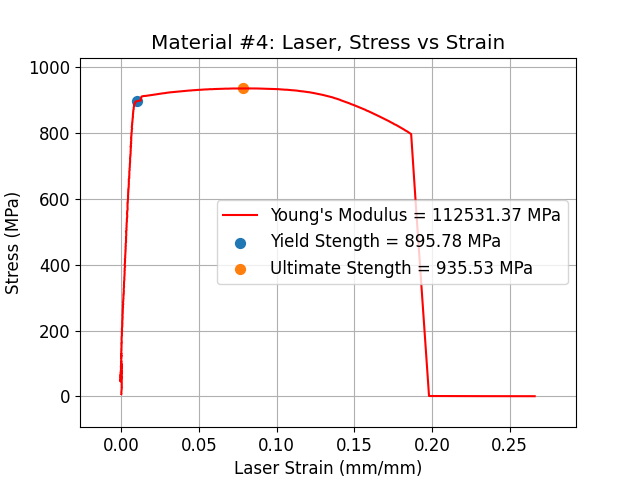 Material #4: Laser, Stress vs Strain
1000
800
600
400
200
0
Stress (MPa)
Young's Modulus = 112531.37 MPa
Yield Stength = 895.78 MPa
Ultimate Stength = 935.53 MPa
0.00 0.05 0.10 0.15 0.20 0.25
Laser Strain (mm/mm)